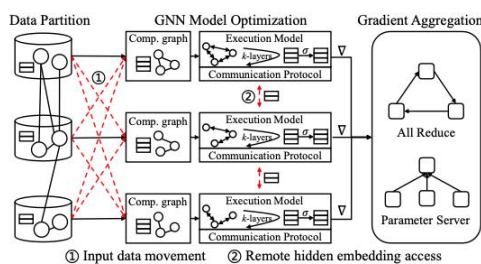 Data Partition
GNN Model Optimization
Gradient Aggregation
①
Comp. graph
Execution Model
k-layers
σ
Communication Protocol
∇
②
Comp. graph
Execution Model
k-layers
σ
Communication Protocol
∇
Comp. graph
Execution Model
k-layers
σ
Communication Protocol
∇
All Reduce
Parameter Server
① Input data movement
② Remote hidden embedding access